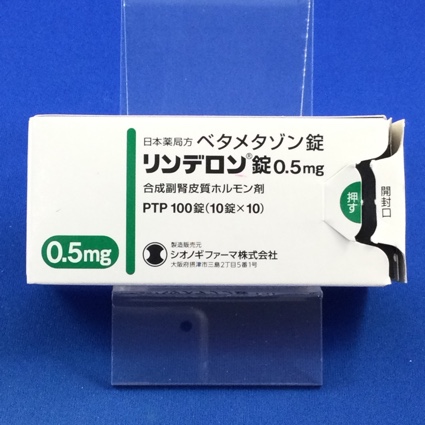 日本薬局方 ベタメタゾン錠
リンデロン®錠0.5mg
合成副腎皮質ホルモン剤
PTP 100錠(10錠×10)
製造販売元
シオノギファーマ株式会社
大阪府摂津市三島2丁目5番1号
0.5mg
開封口
押す